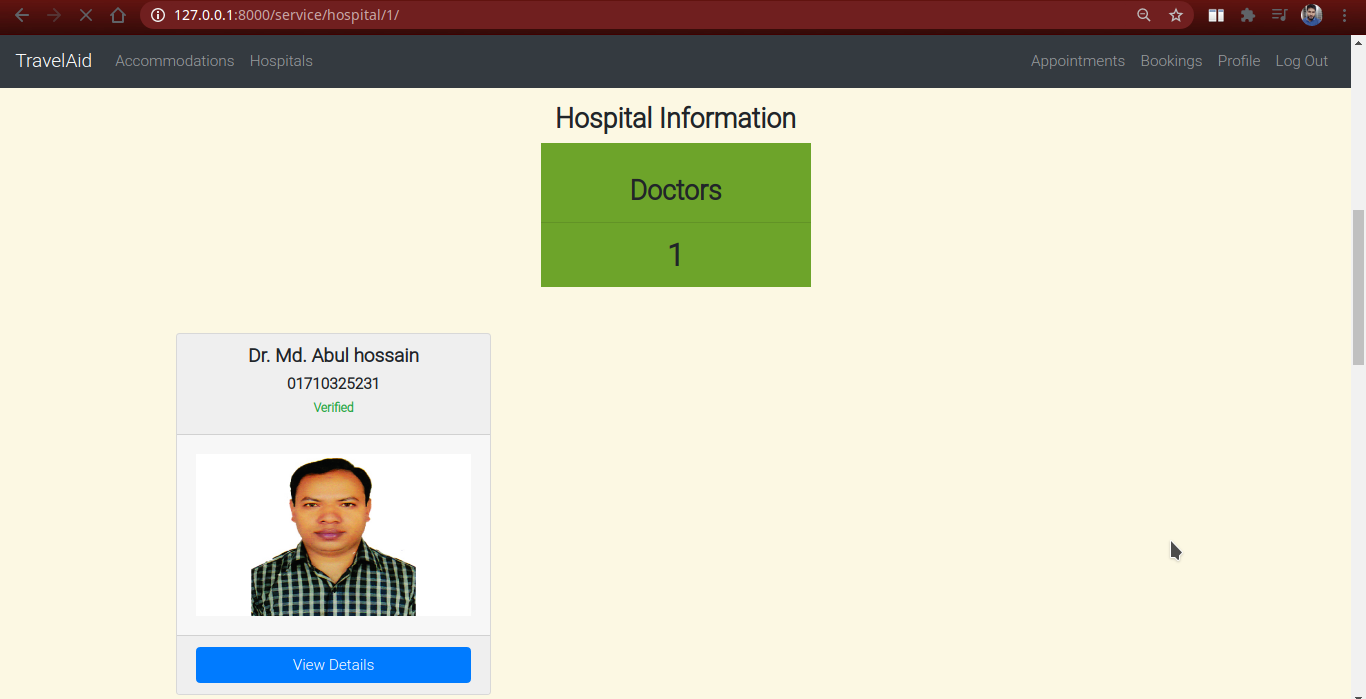 127.0.0.1:8000/service/hospital/1/
TravelAid Accommodations Hospitals Appointments Bookings Profile Log Out
Hospital Information
Doctors
1
Dr. Md. Abul hossain
01710325231
Verified
View Details